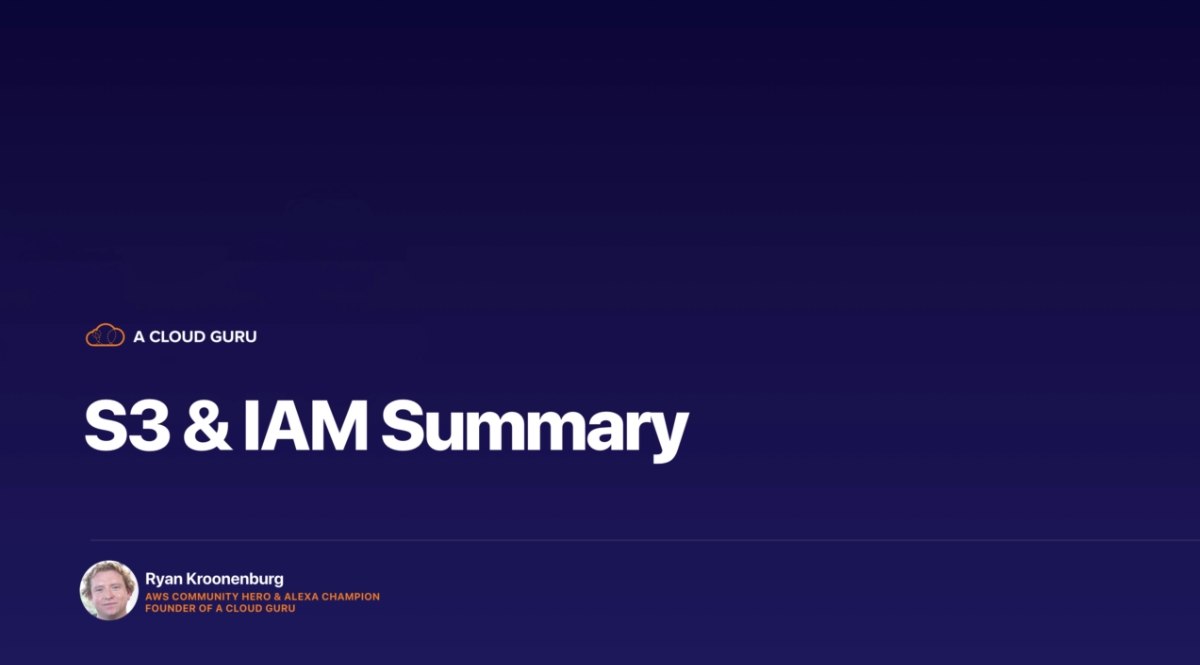 A CLOUD GURU
S3 & IAM Summary
Ryan Kroonenburg
AWS COMMUNITY HERO & ALEXA CHAMPION
FOUNDER OF A CLOUD GURU